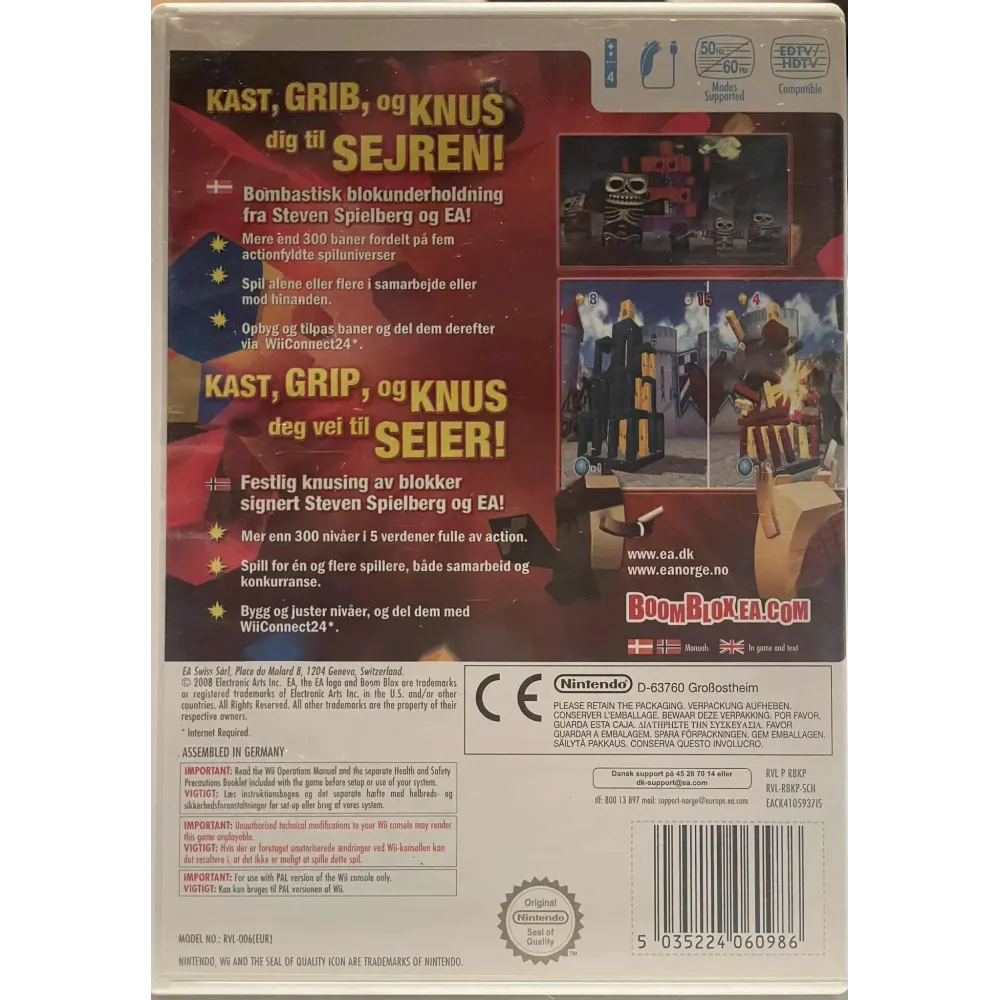 4
50Hz
60Hz
Modes
Supported
EDTV/
HDTV
Compatible
KAST, GRIB, og KNUS
dig til SEJREN!
Bombastisk blokunderholdning
fra Steven Spielberg og EA!
Mere end 300 baner fordelt på fem
actionfyldte spiluniverser
Spil alene eller flere i samarbejde eller
mod hinanden.
Opbyg og tilpas baner og del dem derefter
via WiiConnect24*.
8
15
4
KAST, GRIP, og KNUS
deg vei til SEIER!
Festlig knusing av blokker
signert Steven Spielberg og EA!
Mer enn 300 nivåer i 5 verdener fulle av action.
Spill for én og flere spillere, både samarbeid og
konkurranse.
Bygg og juster nivåer, og del dem med
WiiConnect24*.
www.ea.dk
www.eanorge.no
BOOMBLOX.EA.COM
Manuals
In game and text
EA Swiss Sàrl, Place du Molard 8, 1204 Geneva, Switzerland.
© 2008 Electronic Arts Inc. EA, the EA logo and Boom Blox are trademarks
or registered trademarks of Electronic Arts Inc. in the U.S. and/or other
countries. All Rights Reserved. All other trademarks are the property of their
respective owners.
* Internet Required.
ASSEMBLED IN GERMANY
CE
Nintendo D-63760 Großostheim
PLEASE RETAIN THE PACKAGING. VERPACKUNG AUFHEBEN.
CONSERVER L'EMBALLAGE. BEWAAR DEZE VERPAKKING. POR FAVOR,
GUARDA ESTA CAJA. ΔΙΑΤΗΡΗΣΤΕ ΤΗΝ ΣΥΣΚΕΥΑΣΙΑ. FAVOR
GUARDAR A EMBALAGEM. SPARA FÖRPACKNINGEN. GEM EMBALLAGEN.
SÄILYTÄ PAKKAUS. CONSERVA QUESTO INVOLUCRO.
IMPORTANT: Read the Wii Operations Manual and the separate Health and Safety
Precautions Booklet included with the game before setup or use of your system.
VIGTIGT: Læs instruktionsbogen og det separate hæfte med helbreds- og
sikkerhedsforanstaltninger før set-up eller brug af vores system.
IMPORTANT: Unauthorised technical modifications to your Wii console may render
this game unplayable.
VIGTIGT: Hvis der er foretaget uautoriserede ændringer ved Wii-konsollen kan
det resultere i, at det ikke er muligt at spille dette spil.
IMPORTANT: For use with PAL version of the Wii console only.
VIGTIGT: Kan kun bruges til PAL versionen af Wii.
Dansk support på 45 28 70 14 eller
dk-support@ea.com
tlf: 800 13 897 mail: support-norge@europe.ea.com
RVL P RBKP
RVL-RBKP-SCN
EACK4105937IS
Original
Nintendo
Seal of
Quality
TM
5 035224 060986
MODEL NO.: RVL-006(EUR)
NINTENDO, Wii AND THE SEAL OF QUALITY ICON ARE TRADEMARKS OF NINTENDO.